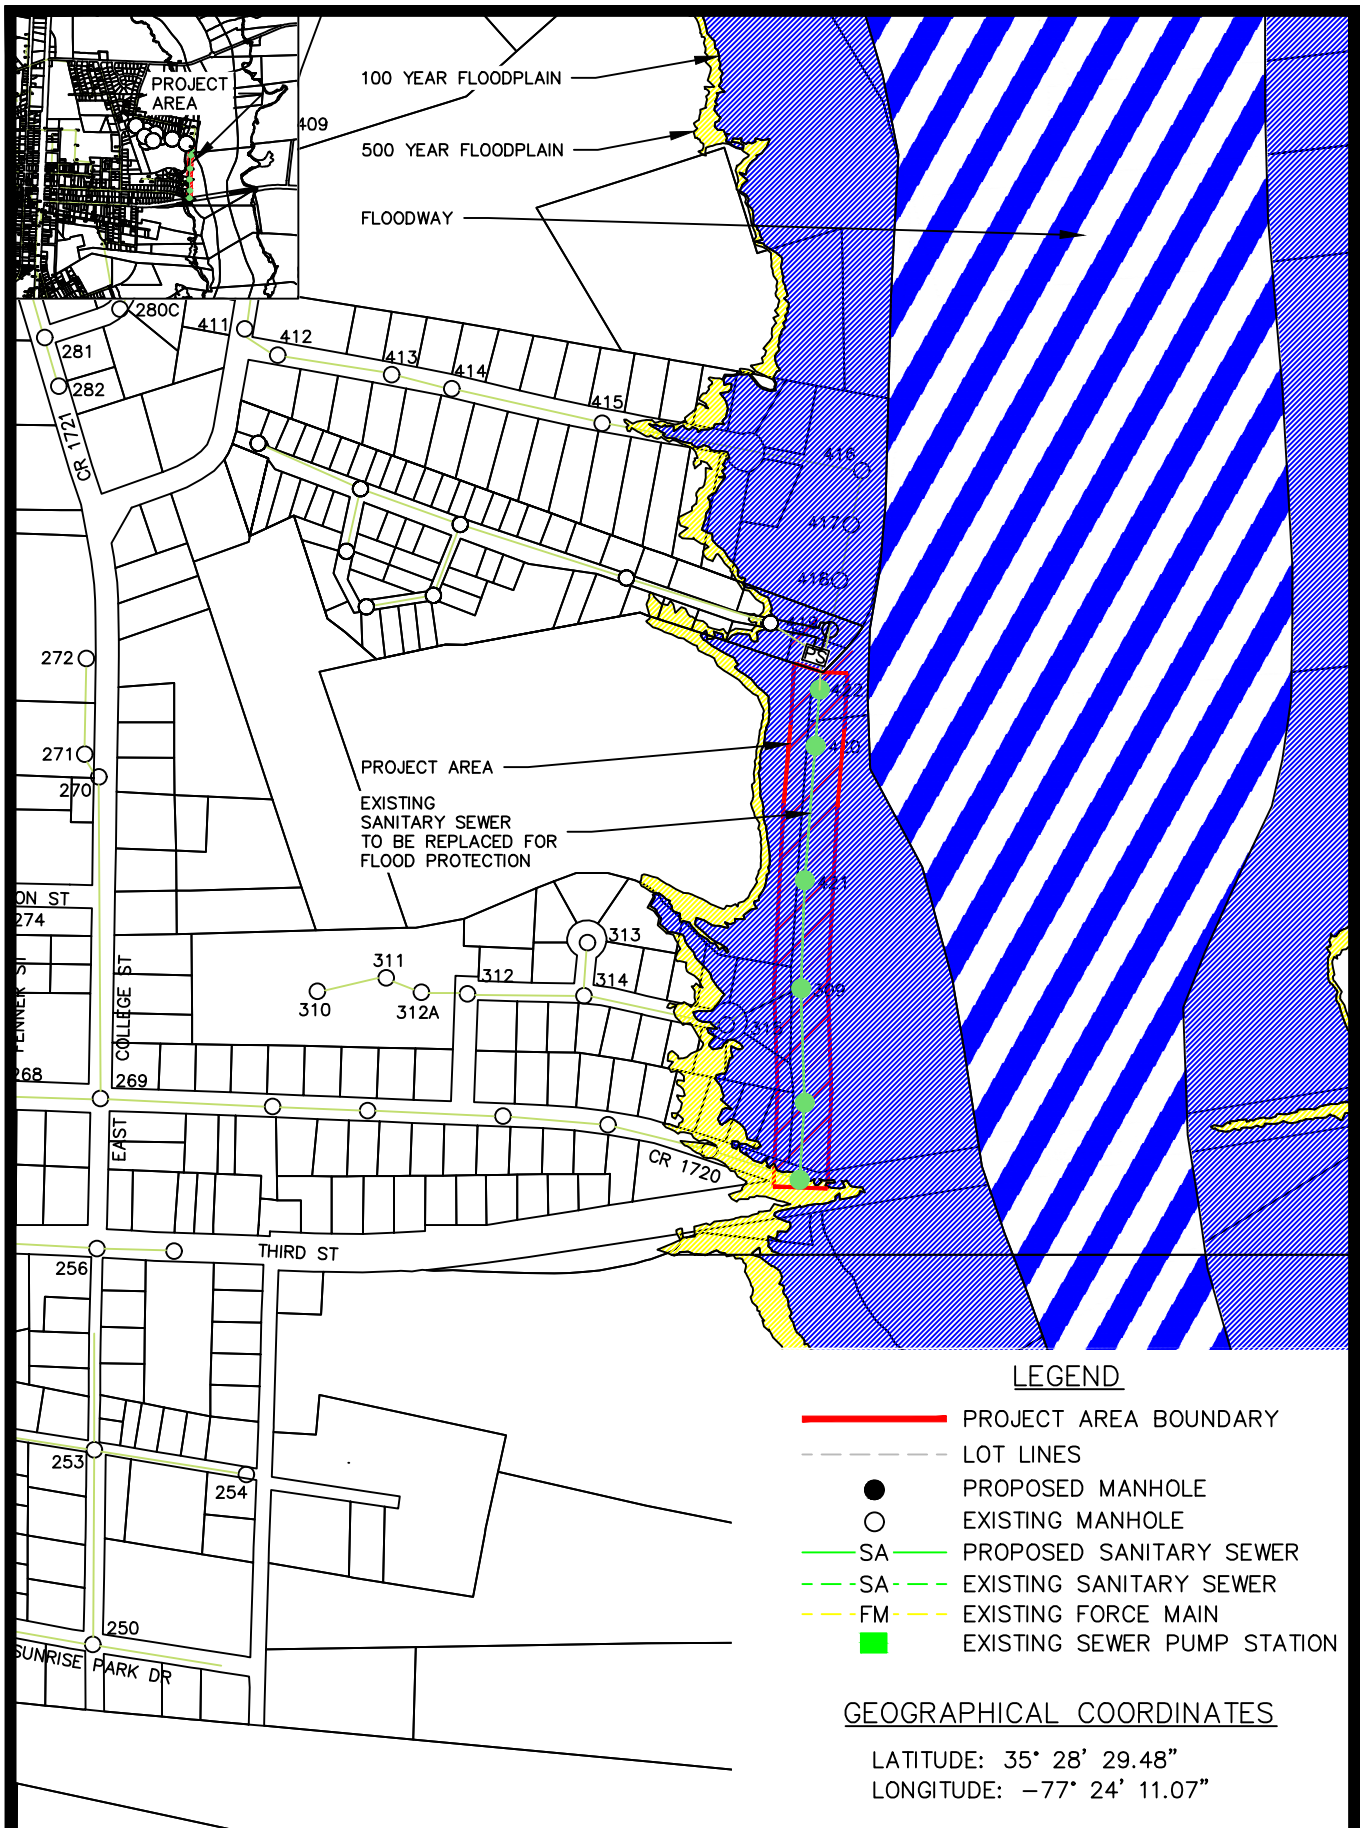 PROJECT
AREA
100 YEAR FLOODPLAIN
409
500 YEAR FLOODPLAIN
FLOODWAY
280C
411
281
412
413
282
414
415
CR 1721
416
417
418
PS
272
422
271
420
270
PROJECT AREA
EXISTING
SANITARY SEWER
TO BE REPLACED FOR
FLOOD PROTECTION
421
ON ST
274
313
311
312
314
309
310
312A
315
FENNER ST
COLLEGE ST
268
269
EAST
CR 1720
THIRD ST
256
253
254
250
SUNRISE PARK DR
LEGEND
PROJECT AREA BOUNDARY
LOT LINES
PROPOSED MANHOLE
EXISTING MANHOLE
SA PROPOSED SANITARY SEWER
SA EXISTING SANITARY SEWER
FM EXISTING FORCE MAIN
EXISTING SEWER PUMP STATION
GEOGRAPHICAL COORDINATES
LATITUDE: 35° 28' 29.48"
LONGITUDE: -77° 24' 11.07"